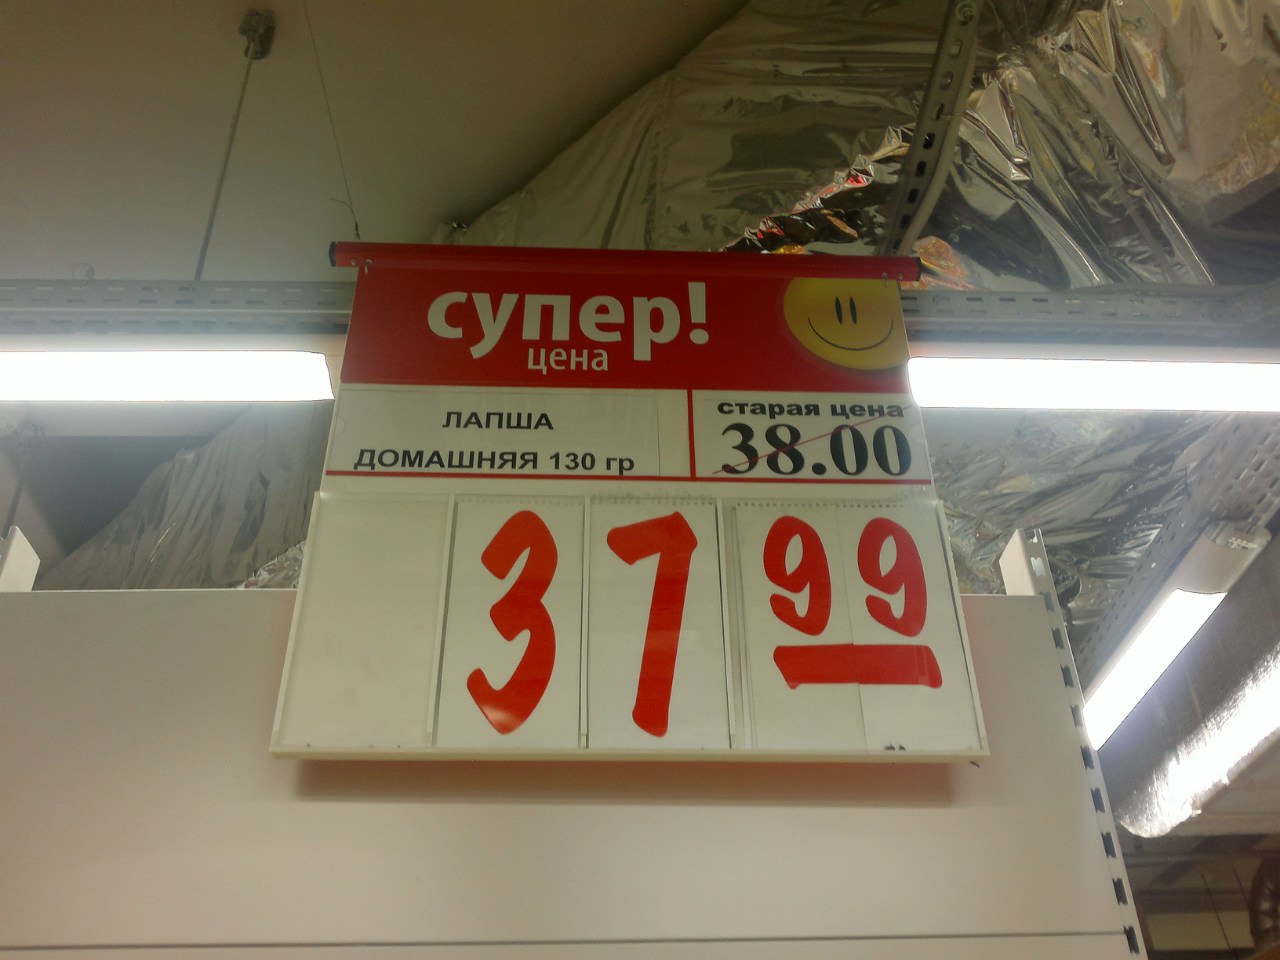 супер!
цена
ЛАПША
ДОМАШНЯЯ 130 гр
старая цена
38.00
37 99